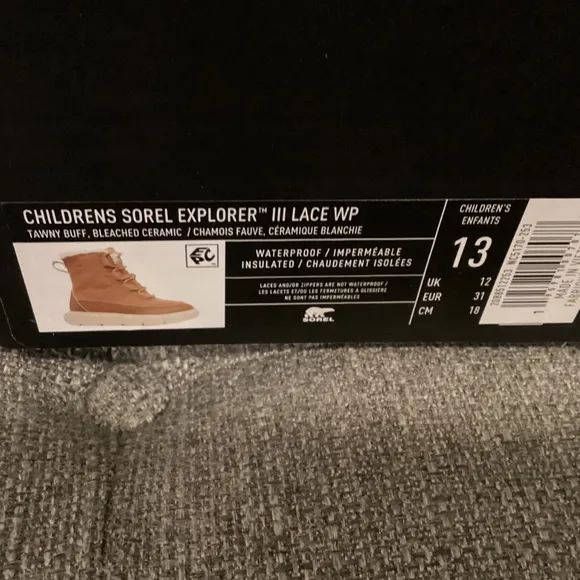 CHILDRENS SOREL EXPLORER™ III LACE WP
TAWNY BUFF, BLEACHED CERAMIC / CHAMOIS FAUVE, CÉRAMIQUE BLANCHIE
WATERPROOF / IMPERMÉABLE
INSULATED / CHAUDEMENT ISOLÉES
LACES AND/OR ZIPPERS ARE NOT WATERPROOF/
LES LACETS ET/OU LES FERMETURES À GLISSIÈRE
NE SONT PAS IMPERMÉABLES
SOREL
CHILDREN'S
ENFANTS
13
UK 12
EUR 31
CM 18